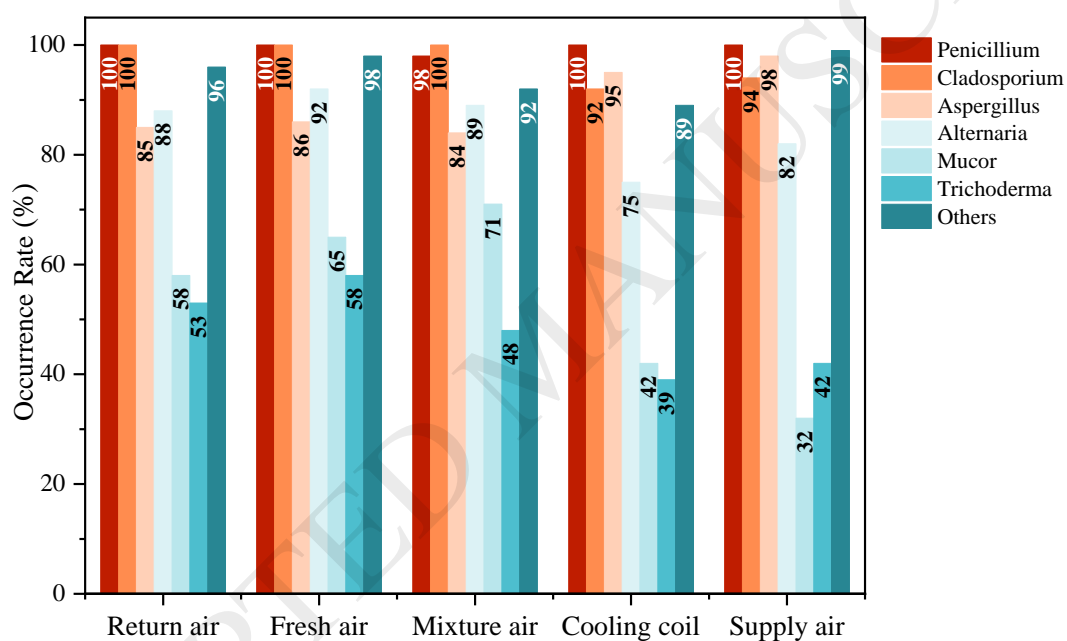 Occurrence Rate (%)
100
80
60
40
20
0
100 100 85 88 58 53 96
100 100 86 92 65 58 98
98 100 84 89 71 48 92
100 92 95 75 42 39 89
100 94 98 82 32 42 99
Return air
Fresh air
Mixture air
Cooling coil
Supply air
Penicillium
Cladosporium
Aspergillus
Alternaria
Mucor
Trichoderma
Others
PTED MANUSC